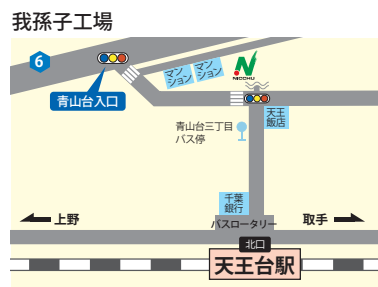 我孫子工場
6
マン
ション
マン
ション
N
NICCHU
青山台入口
天王
飯店
青山台三丁目
バス停
千葉
銀行
上野
バスロータリー
取手
北口
天王台駅